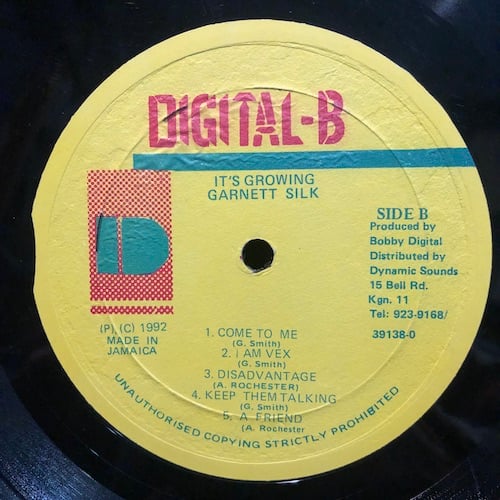 DIGITAL-B
IT'S GROWING
GARNETT SILK
SIDE B
Produced by
Bobby Digital
Distributed by
Dynamic Sounds
15 Bell Rd.
Kgn. 11
Tel: 923-9168/
39138-0
(P),(C) 1992
MADE IN
JAMAICA
1. COME TO ME
(G. Smith)
2. I AM VEX
(G. Smith)
3. DISADVANTAGE
(A. ROCHESTER)
4. KEEP THEM TALKING
(G. Smith)
5. A FRIEND
(A. Rochester
UNAUTHORISED COPYING STRICTLY PROHIBITED